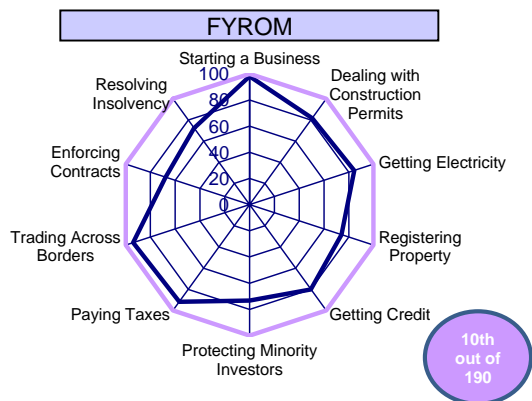 FYROM
Starting a Business
Dealing with
Construction
Permits
Getting Electricity
Registering
Property
Getting Credit
Protecting Minority
Investors
Paying Taxes
Trading Across
Borders
Enforcing
Contracts
Resolving
Insolvency
100
80
60
40
20
0
10th
out of
190